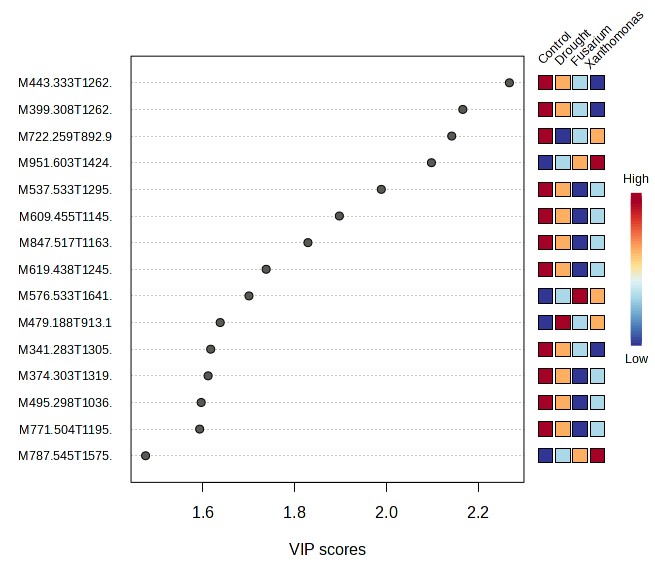 Control
Drought
Fusarium
Xanthomonas
M443.333T1262.
M399.308T1262.
M722.259T892.9
M951.603T1424.
M537.533T1295.
M609.455T1145.
M847.517T1163.
M619.438T1245.
M576.533T1641.
M479.188T913.1
M341.283T1305.
M374.303T1319.
M495.298T1036.
M771.504T1195.
M787.545T1575.
High
Low
1.6 1.8 2.0 2.2
VIP scores